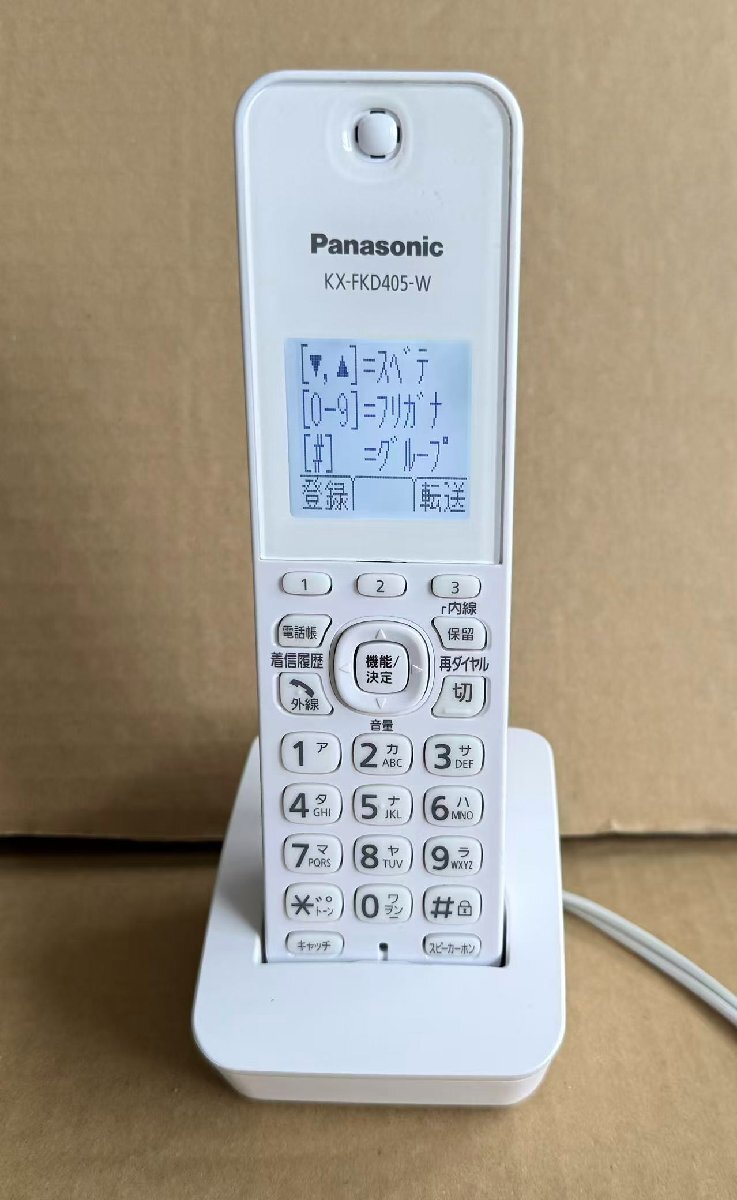 Panasonic
KX-FKD405-W
[▼,▲]=スベテ
[0-9]=フリガナ
[#] =グループ
登録 転送
1 2 3
┌内線
電話帳 保留
着信履歴 機能/ 再ダイヤル
決定
外線 切
音量
1 ア 2 カ ABC 3 サ DEF
4 タ GHI 5 ナ JKL 6 ハ MNO
7 マ PQRS 8 ヤ TUV 9 ラ WXYZ
* ゛゜ トーン 0 ワ ヲン ー #
キャッチ スピーカーホン